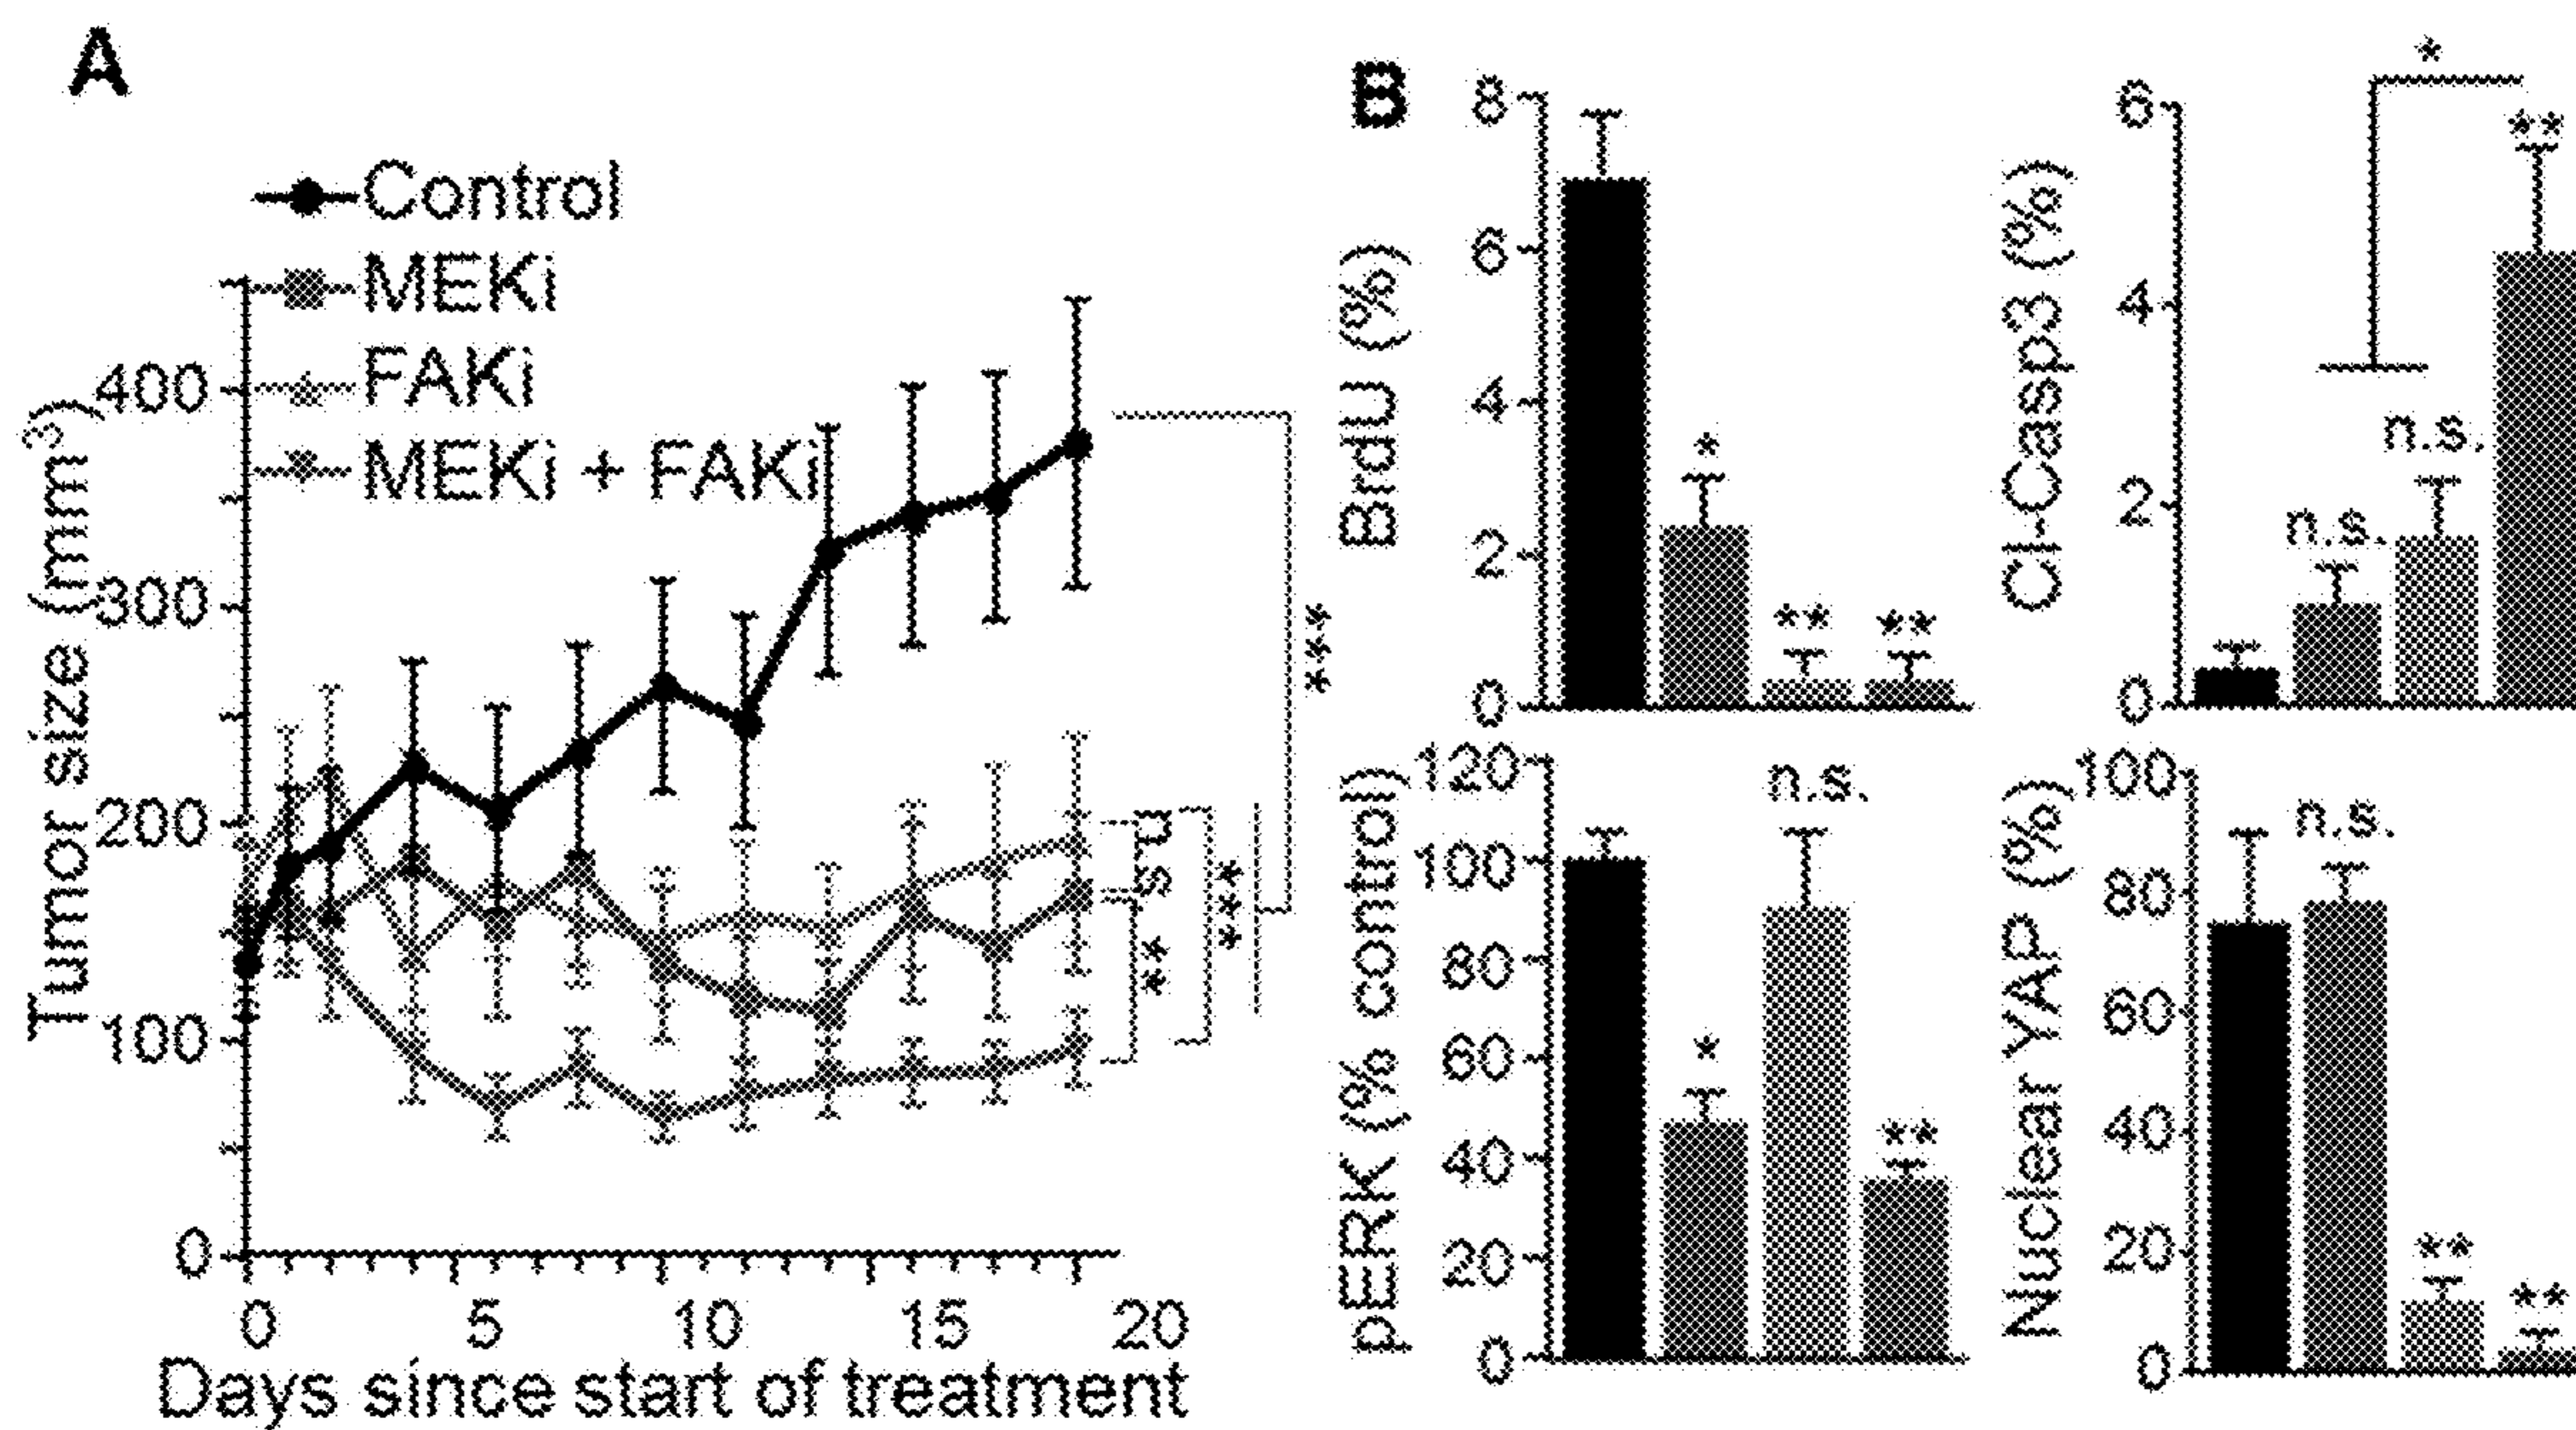 A
Control
MEKi
FAKi
MEKi + FAKi
Tumor size (mm³)
400
300
200
100
0
0 5 10 15 20
Days since start of treatment
***
n.s
***
**
B
BrdU (%)
8
6
4
2
0
*
**
**
Cl-Casp3 (%)
6
4
2
0
n.s.
n.s.
**
*
pERK (% control)
120
100
80
60
40
20
0
*
n.s.
**
Nuclear YAP (%)
100
80
60
40
20
0
n.s.
**
**